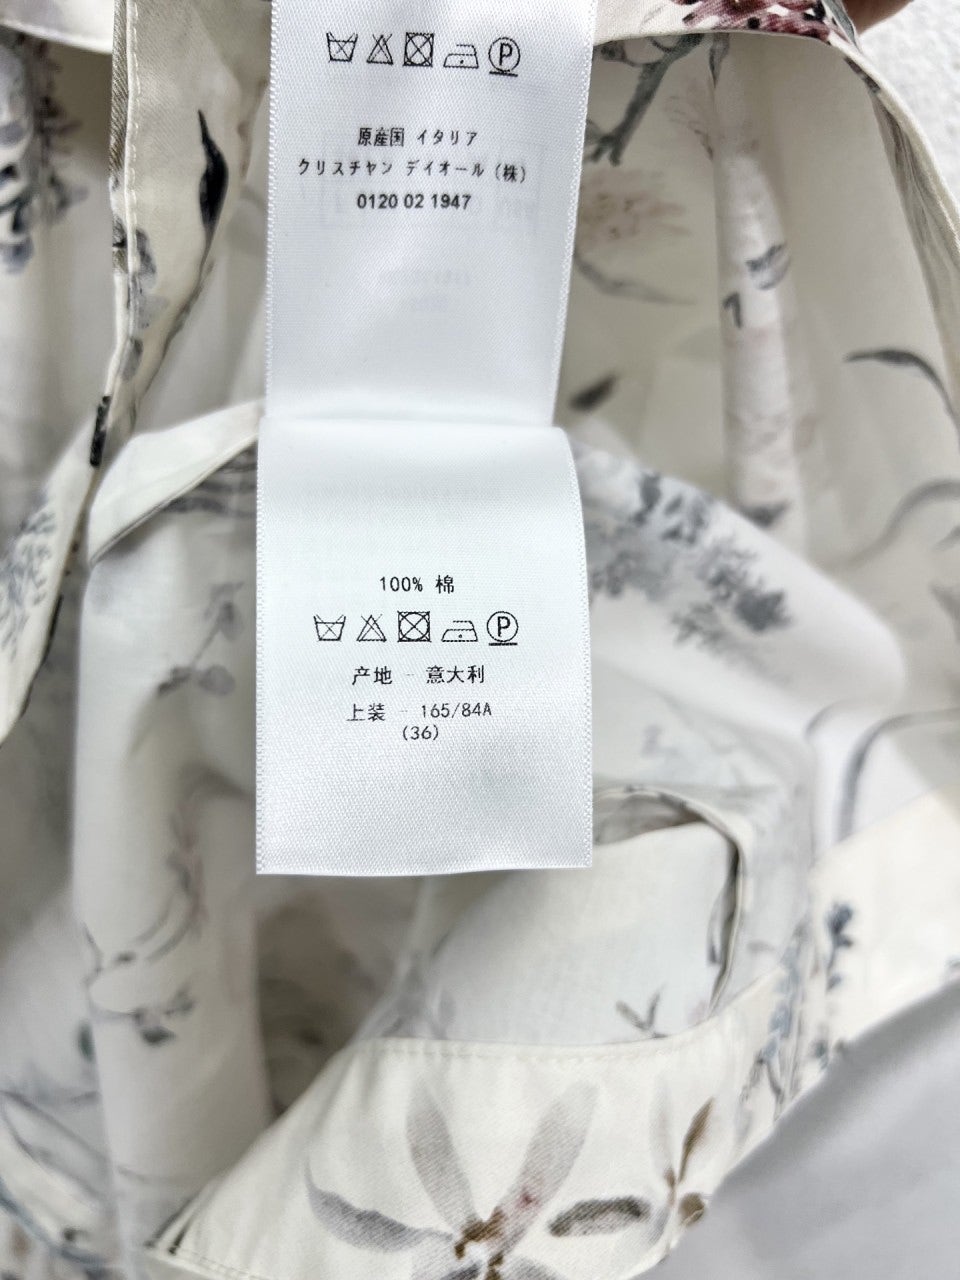 P
原産国 イタリア
クリスチャン デイオール (株)
0120 02 1947
100% 棉
P
产地 - 意大利
上装 - 165/84A
(36)